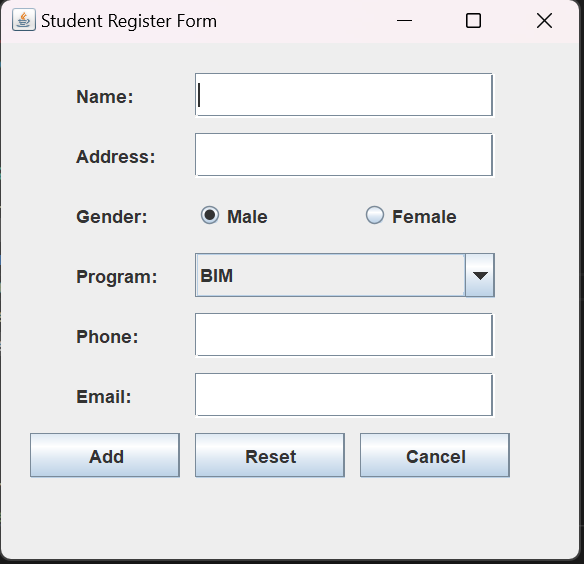 Student Register Form
Name:
Address:
Gender: Male Female
Program: BIM
Phone:
Email:
Add Reset Cancel